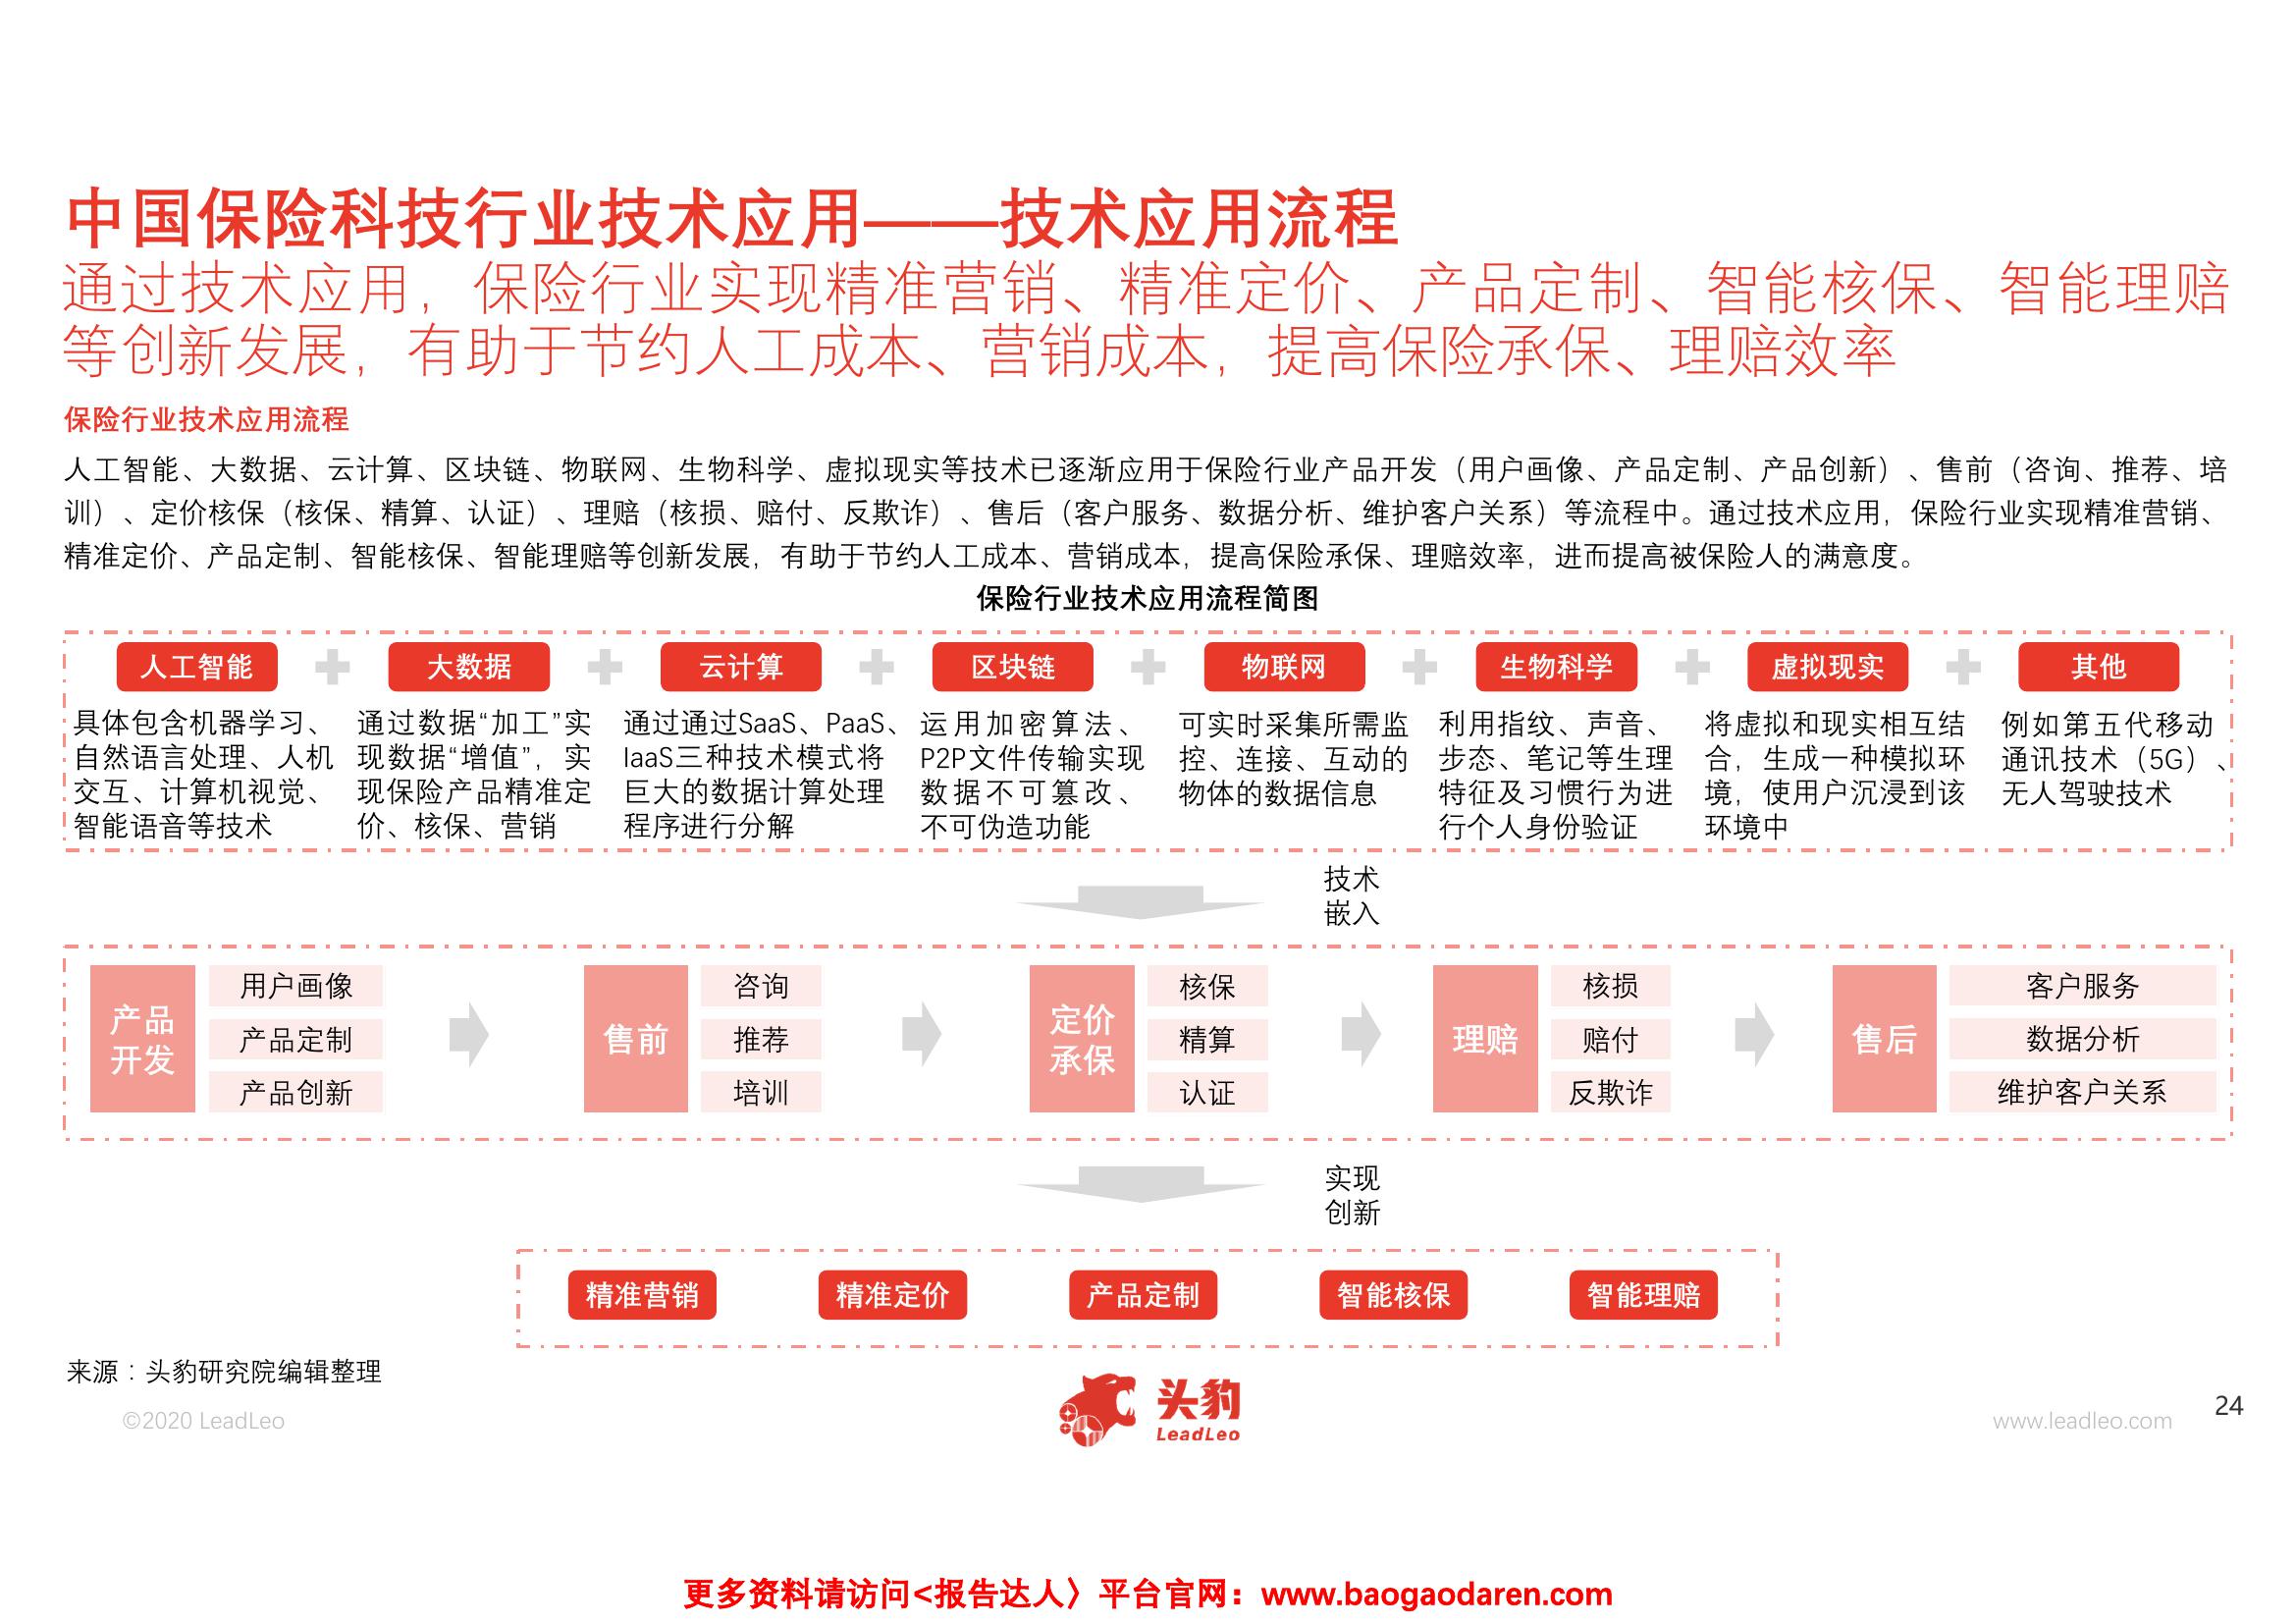 中国保险科技行业技术应用——技术应用流程
通过技术应用，保险行业实现精准营销、精准定价、产品定制、智能核保、智能理赔
等创新发展，有助于节约人工成本、营销成本，提高保险承保、理赔效率
保险行业技术应用流程
人工智能、大数据、云计算、区块链、物联网、生物科学、虚拟现实等技术已逐渐应用于保险行业产品开发（用户画像、产品定制、产品创新）、售前（咨询、推荐、培
训）、定价核保（核保、精算、认证）、理赔（核损、赔付、反欺诈）、售后（客户服务、数据分析、维护客户关系）等流程中。通过技术应用，保险行业实现精准营销、
精准定价、产品定制、智能核保、智能理赔等创新发展，有助于节约人工成本、营销成本，提高保险承保、理赔效率，进而提高被保险人的满意度。
保险行业技术应用流程简图
人工智能
具体包含机器学习、
自然语言处理、人机
交互、计算机视觉、
智能语音等技术
大数据
通过数据“加工”实
现数据“增值”，实
现保险产品精准定
价、核保、营销
云计算
通过通过SaaS、PaaS、
IaaS三种技术模式将
巨大的数据计算处理
程序进行分解
区块链
运用加密算法、
P2P文件传输实现
数据不可篡改、
不可伪造功能
物联网
可实时采集所需监
控、连接、互动的
物体的数据信息
生物科学
利用指纹、声音、
步态、笔记等生理
特征及习惯行为进
行个人身份验证
虚拟现实
将虚拟和现实相互结
合，生成一种模拟环
境，使用户沉浸到该
环境中
其他
例如第五代移动
通讯技术（5G）、
无人驾驶技术
技术
嵌入
产品
开发
用户画像
产品定制
产品创新
售前
咨询
推荐
培训
定价
承保
核保
精算
认证
理赔
核损
赔付
反欺诈
售后
客户服务
数据分析
维护客户关系
实现
创新
精准营销
精准定价
产品定制
智能核保
智能理赔
来源：头豹研究院编辑整理
©2020 LeadLeo
头豹
LeadLeo
www.leadleo.com
24
更多资料请访问<报告达人〉平台官网：www.baogaodaren.com